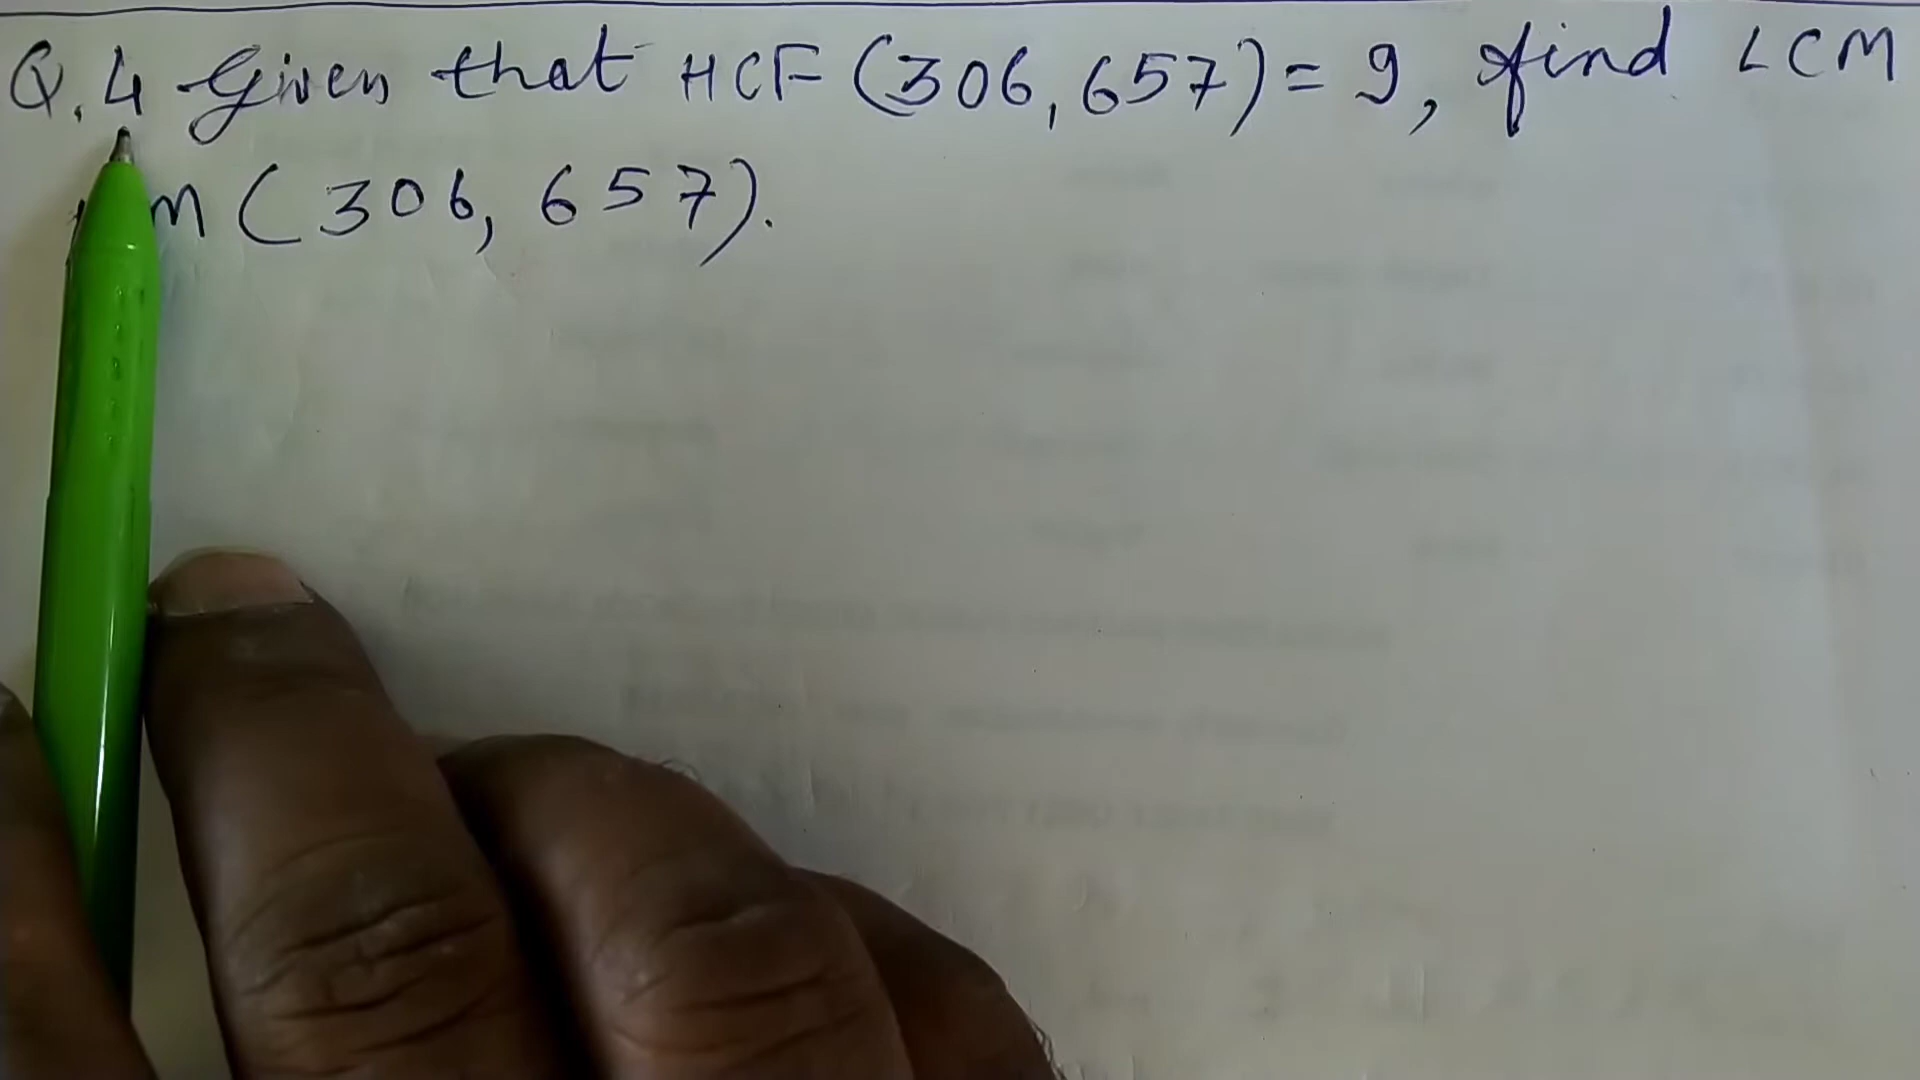 Q.4 Given that HCF (306, 657) = 9, find LCM
M (306, 657).